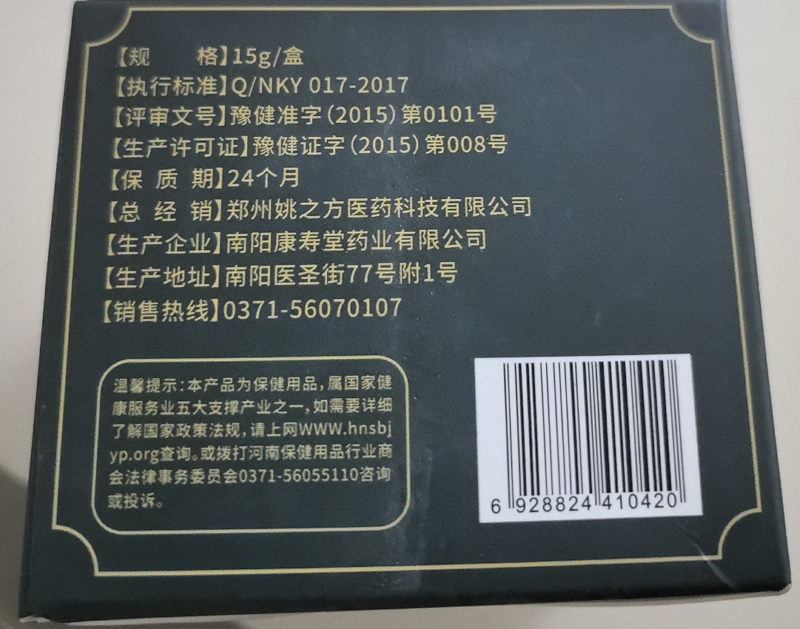 【规 格】15g/盒
【执行标准】Q/NKY 017-2017
【评审文号】豫健准字(2015)第0101号
【生产许可证】豫健证字(2015)第008号
【保 质 期】24个月
【总 经 销】郑州姚之方医药科技有限公司
【生产企业】南阳康寿堂药业有限公司
【生产地址】南阳医圣街77号附1号
【销售热线】0371-56070107
温馨提示:本产品为保健用品,属国家健
康服务业五大支撑产业之一,如需要详细
了解国家政策法规,请上网WWW.hnsbj
yp.org查询。或拨打河南保健用品行业商
会法律事务委员会0371-56055110咨询
或投诉。
6 928824 410420